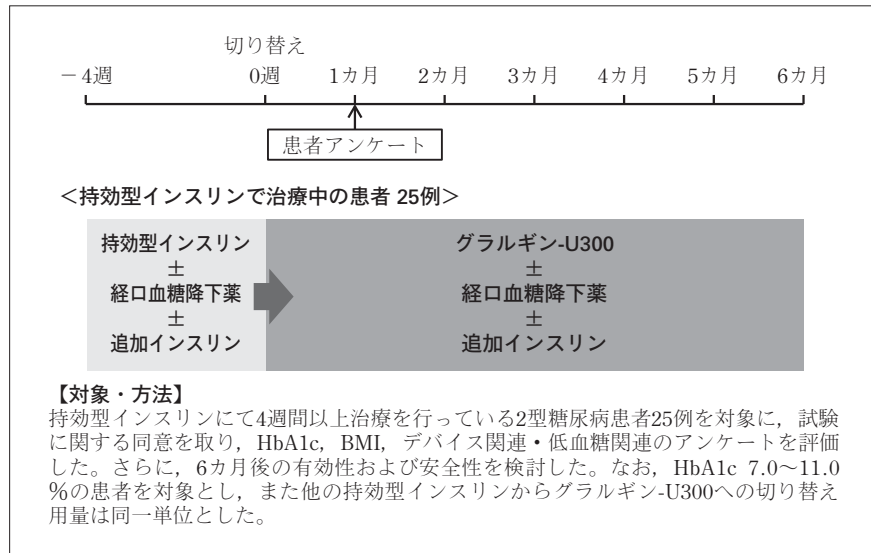 切り替え
－4週 0週 1カ月 2カ月 3カ月 4カ月 5カ月 6カ月
患者アンケート
＜持効型インスリンで治療中の患者 25例＞
持効型インスリン
±
経口血糖降下薬
±
追加インスリン
グラルギン-U300
±
経口血糖降下薬
±
追加インスリン
【対象・方法】
持効型インスリンにて4週間以上治療を行っている2型糖尿病患者25例を対象に，試験
に関する同意を取り，HbA1c，BMI，デバイス関連・低血糖関連のアンケートを評価
した。さらに，6カ月後の有効性および安全性を検討した。なお，HbA1c 7.0～11.0
％の患者を対象とし，また他の持効型インスリンからグラルギン-U300への切り替え
用量は同一単位とした。